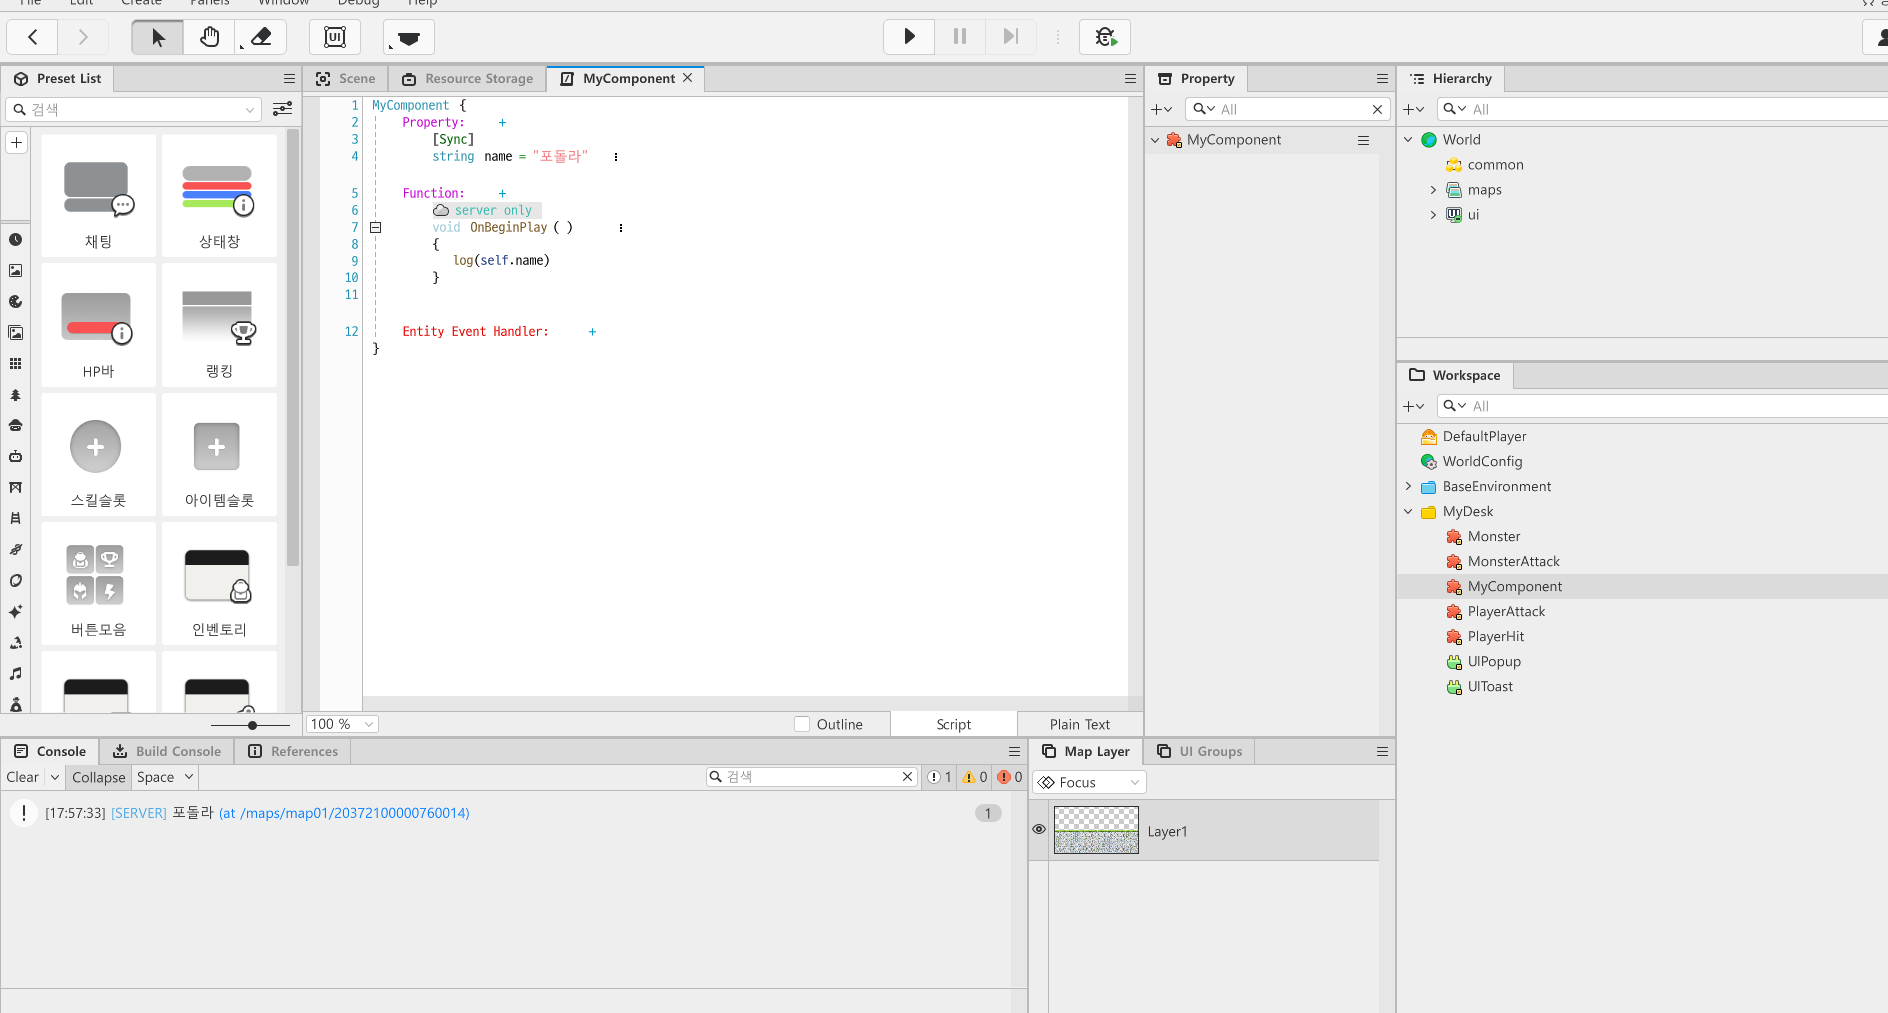 File Edit Create Panels Window Debug Help
UI
Preset List
검색
채팅
상태창
HP바
랭킹
스킬슬롯
아이템슬롯
버튼모음
인벤토리
Scene
Resource Storage
MyComponent
1 MyComponent {
2 Property: +
3 [Sync]
4 string name = "포돌라"
5 Function: +
6 server only
7 void OnBeginPlay ( )
8 {
9 log(self.name)
10 }
11
12 Entity Event Handler: +
}
100 %
Outline
Script
Plain Text
Property
All
MyComponent
Hierarchy
All
World
common
maps
ui
Workspace
All
DefaultPlayer
WorldConfig
BaseEnvironment
MyDesk
Monster
MonsterAttack
MyComponent
PlayerAttack
PlayerHit
UIPopup
UIToast
Console
Build Console
References
Clear
Collapse
Space
검색
1
0
0
[17:57:33] [SERVER] 포돌라 (at /maps/map01/20372100000760014)
1
Map Layer
UI Groups
Focus
Layer1